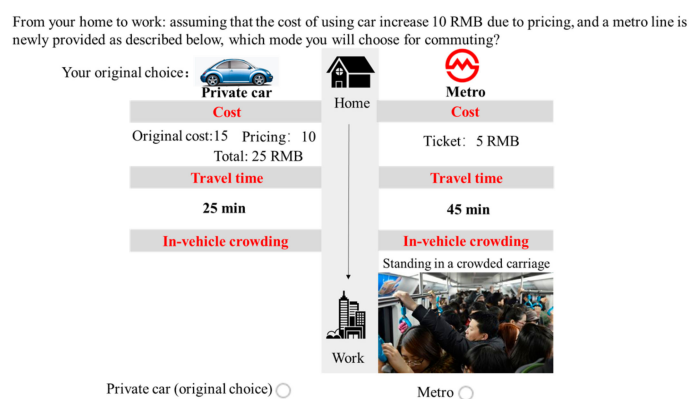 From your home to work: assuming that the cost of using car increase 10 RMB due to pricing, and a metro line is
newly provided as described below, which mode you will choose for commuting?
Your original choice:
Private car
Home
Metro
Cost
Cost
Original cost:15 Pricing: 10
Total: 25 RMB
Ticket: 5 RMB
Travel time
Travel time
25 min
45 min
In-vehicle crowding
In-vehicle crowding
Standing in a crowded carriage
Work
Private car (original choice)
Metro